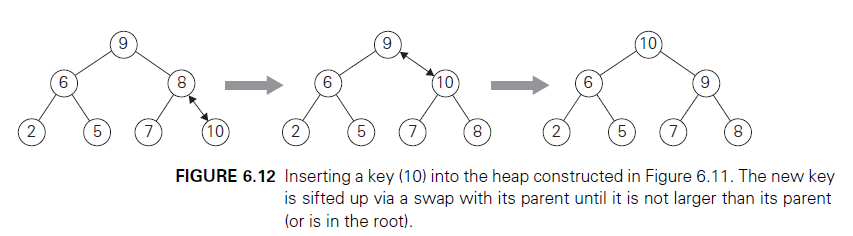 9 9 10
6 8 6 10 6 9
2 5 7 10 2 5 7 8 2 5 7 8
FIGURE 6.12 Inserting a key (10) into the heap constructed in Figure 6.11. The new key
is sifted up via a swap with its parent until it is not larger than its parent
(or is in the root).